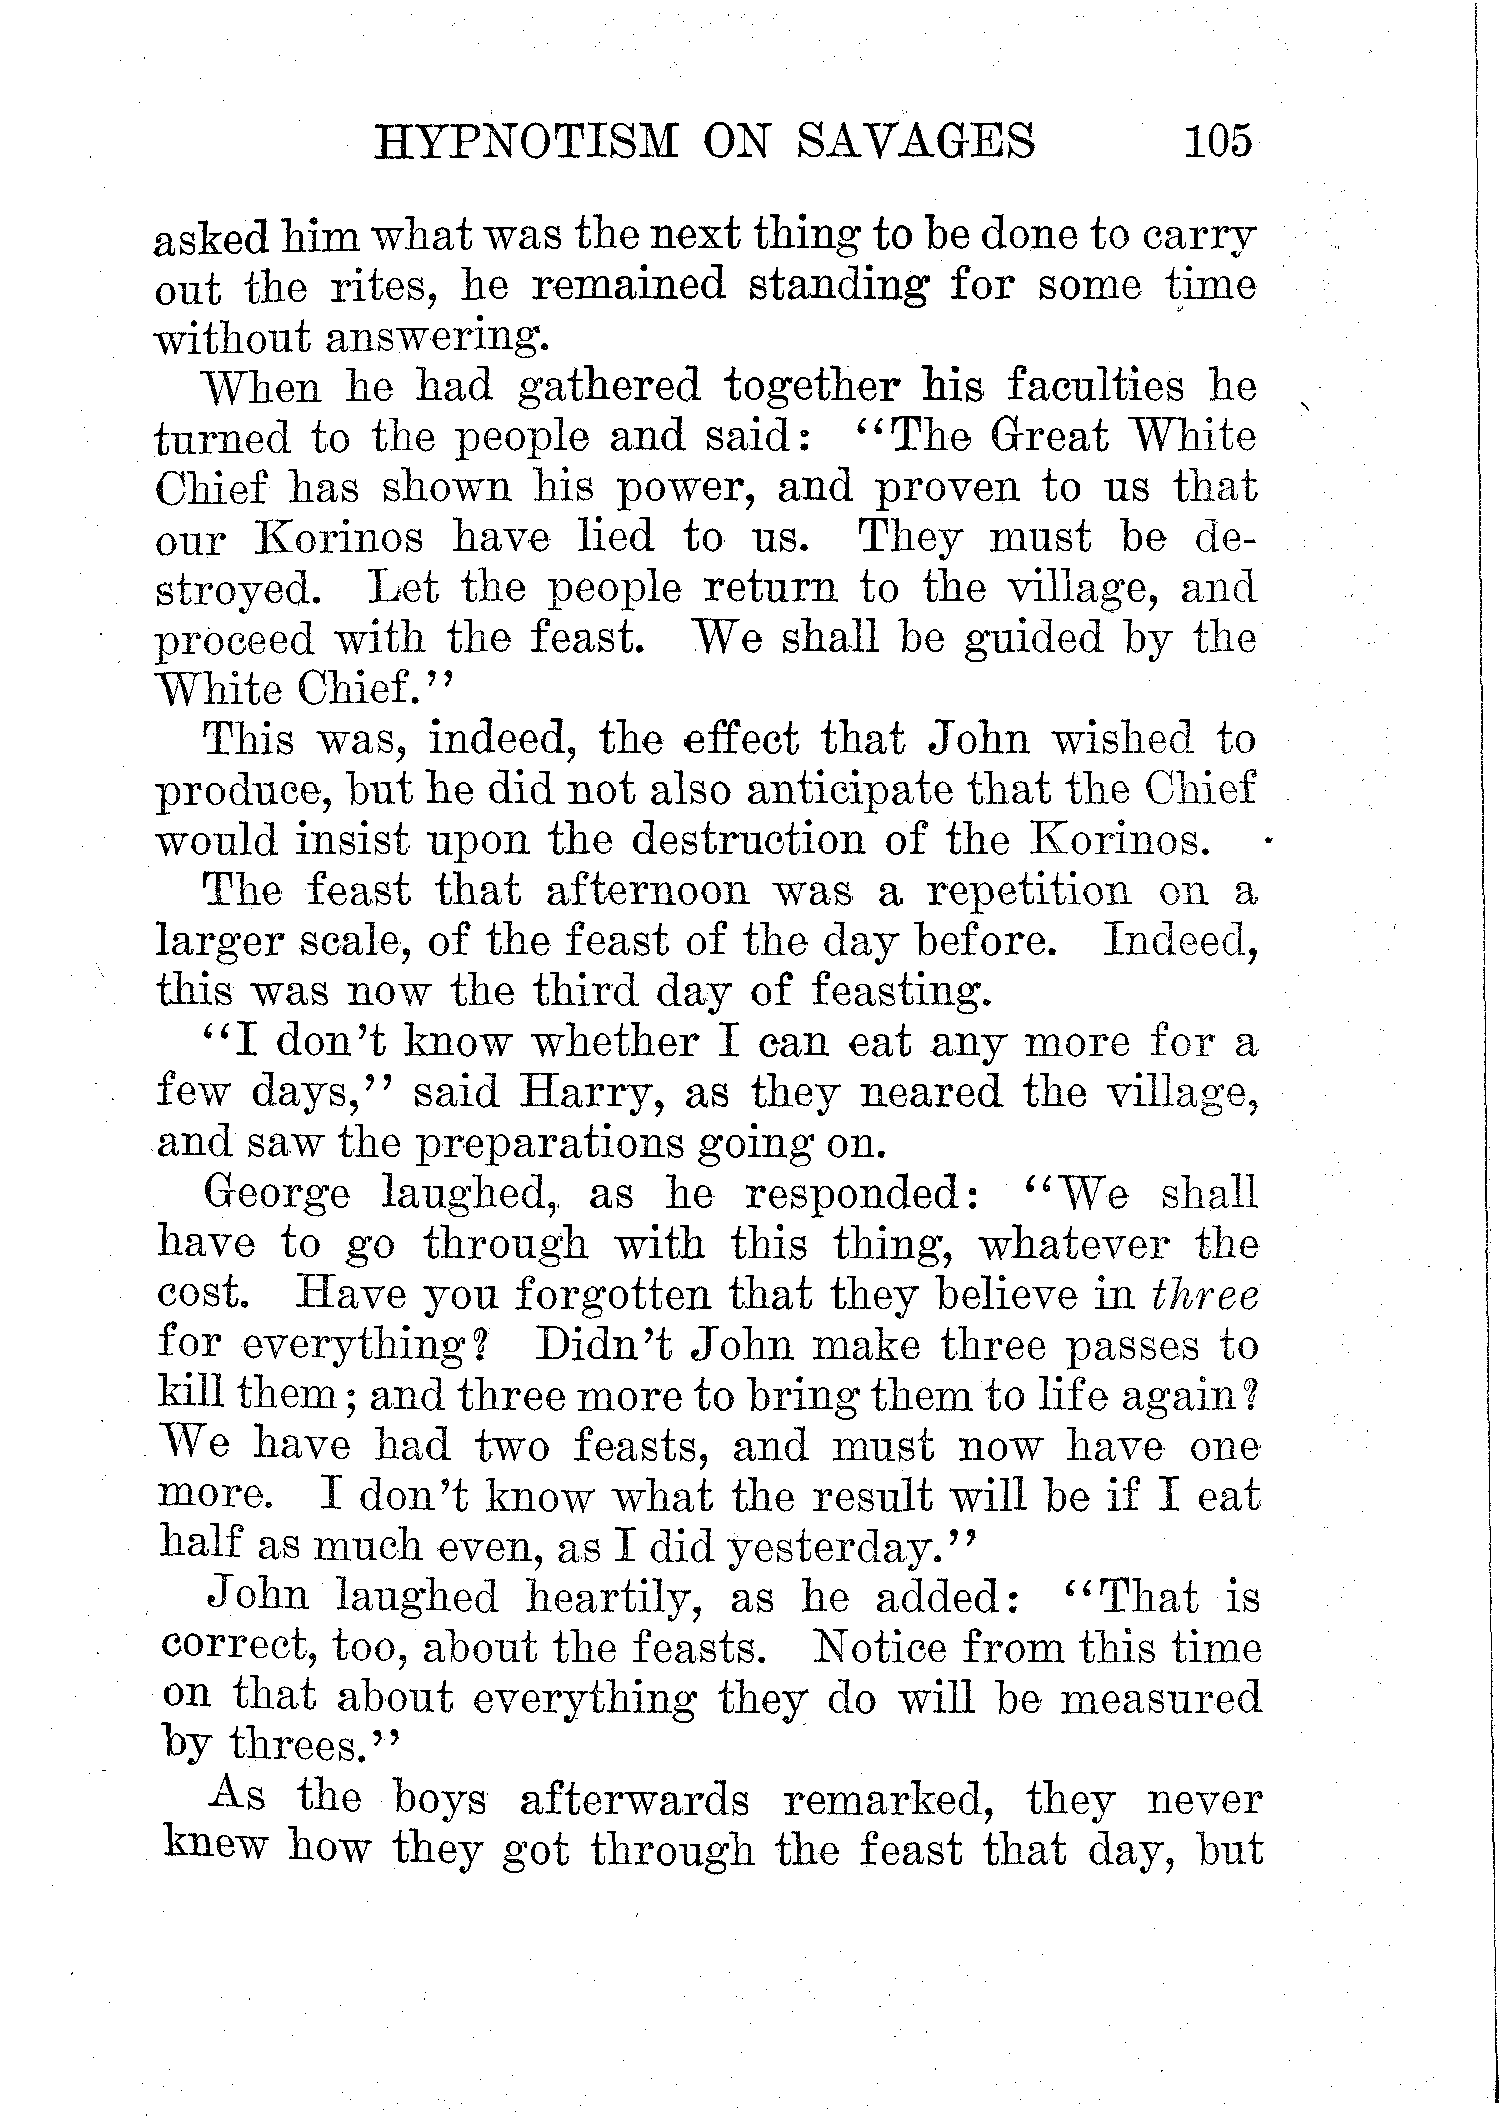 HYPNOTISM ON SAVAGES 105
asked him what was the next thing to be done to carry
out the rites, he remained standing for some time
without answering.
When he had gathered together his faculties he
turned to the people and said: "The Great White
Chief has shown his power, and proven to us that
our Korinos have lied to us. They must be de-
stroyed. Let the people return to the village, and
proceed with the feast. We shall be guided by the
White Chief."
This was, indeed, the effect that John wished to
produce, but he did not also anticipate that the Chief
would insist upon the destruction of the Korinos.
The feast that afternoon was a repetition on a
larger scale, of the feast of the day before. Indeed,
this was now the third day of feasting.
"I don't know whether I can eat any more for a
few days," said Harry, as they neared the village,
and saw the preparations going on.
George laughed, as he responded: "We shall
have to go through with this thing, whatever the
cost. Have you forgotten that they believe in three
for everything? Didn't John make three passes to
kill them; and three more to bring them to life again?
We have had two feasts, and must now have one
more. I don't know what the result will be if I eat
half as much even, as I did yesterday."
John laughed heartily, as he added: "That is
correct, too, about the feasts. Notice from this time
on that about everything they do will be measured
by threes."
As the boys afterwards remarked, they never
knew how they got through the feast that day, but